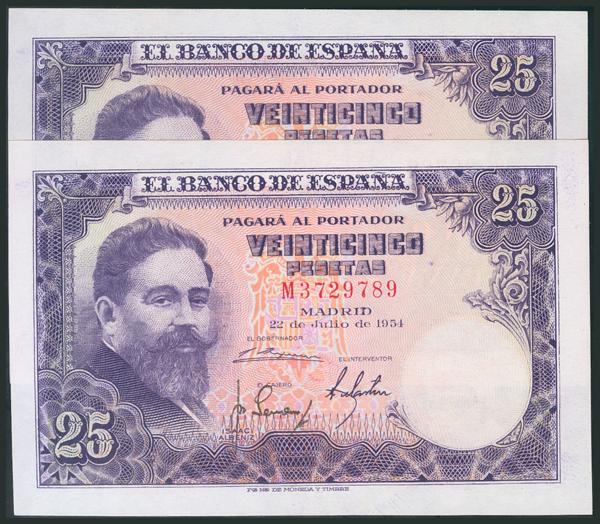 EL BANCO DE ESPAÑA
25
PAGARÁ AL PORTADOR
VEINTICINCO
PESETAS
EL BANCO DE ESPAÑA
25
PAGARÁ AL PORTADOR
VEINTICINCO
PESETAS
M3729789
MADRID
22 de Julio de 1954
EL GOBERNADOR
EL INTERVENTOR
EL CAJERO
ISAAC
ALBENIZ
25
DE MONEDA Y TIMBRE